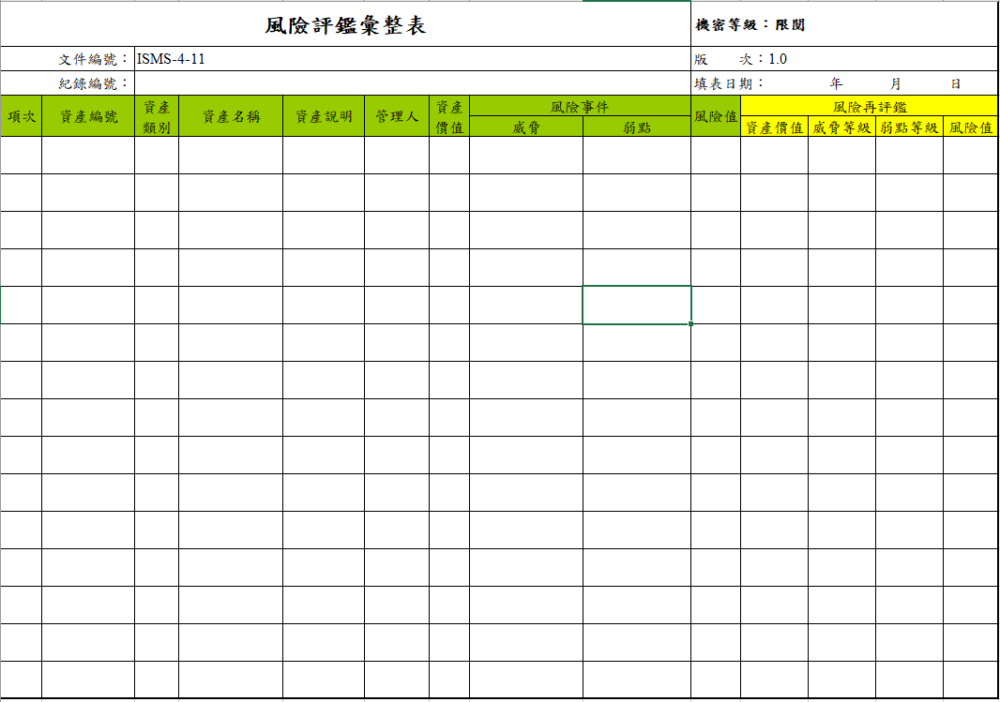 風險評鑑彙整表 機密等級：限閱
文件編號： ISMS-4-11 版　　次：1.0
紀錄編號： 填表日期：　　　　年　　　月　　　日
項次 資產編號 資產類別 資產名稱 資產說明 管理人 資產價值 風險事件 風險值 風險再評鑑
威脅 弱點 資產價值 威脅等級 弱點等級 風險值